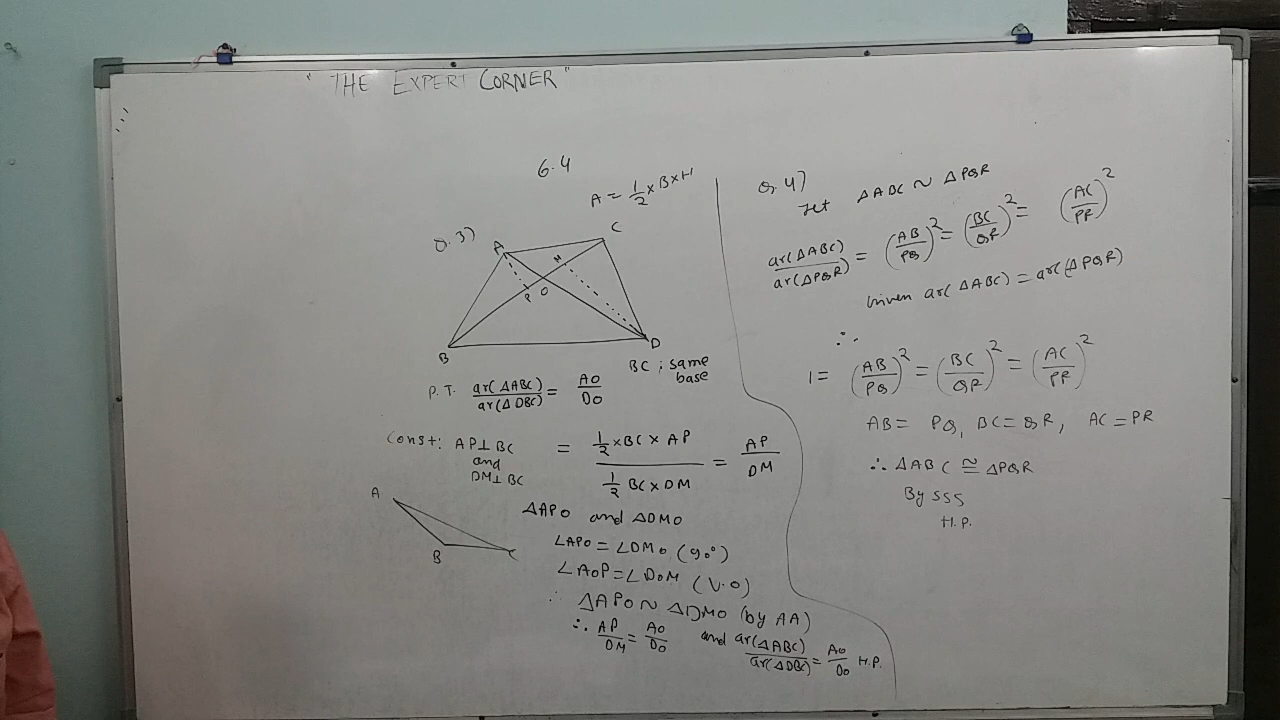 "THE EXPERT CORNER"
6.4
A = 1/2 × B × H
Q.3)
A
C
M
P
O
B
D
BC ; same
base
P.T. ar(ΔABC)/ar(ΔDBC) = AO/DO
Const: AP⊥BC
and
DM⊥BC
= (1/2 × BC × AP)/(1/2 BC × DM) = AP/DM
A
B
C
ΔAPO and ΔDMO
∠APO = ∠DMO (90°)
∠AOP = ∠DOM (V.O)
∴ ΔAPO ~ ΔDMO (by AA)
∴ AP/DM = AO/DO and ar(ΔABC)/ar(ΔDBC) = AO/DO H.P.
Q.4)
Let ΔABC ~ ΔPQR
ar(ΔABC)/ar(ΔPQR) = (AB/PQ)² = (BC/QR)² = (AC/PR)²
Given ar(ΔABC) = ar(ΔPQR)
∴
1 = (AB/PQ)² = (BC/QR)² = (AC/PR)²
AB = PQ, BC = QR, AC = PR
∴ ΔABC ≅ ΔPQR
By SSS
H.P.